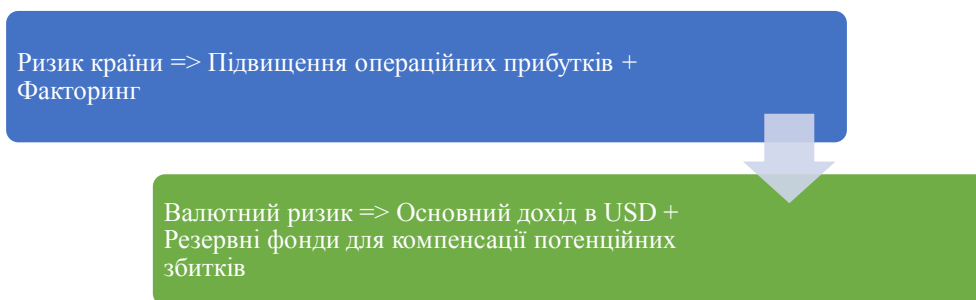 Ризик країни => Підвищення операційних прибутків +
Факторинг
Валютний ризик => Основний дохід в USD +
Резервні фонди для компенсації потенційних
збитків